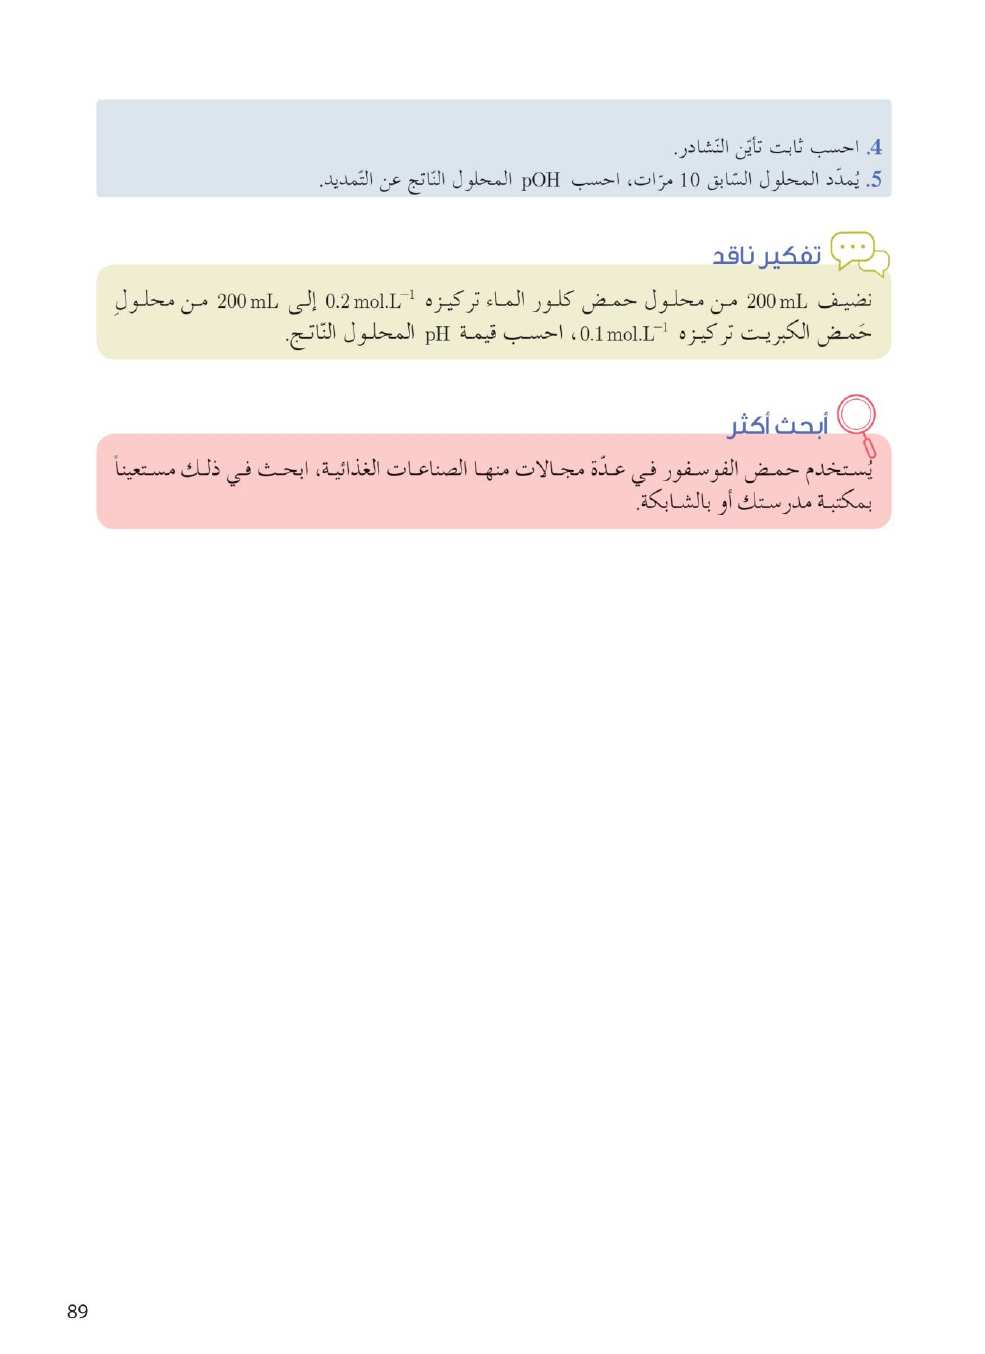 4. احسب ثابت تأيّن النّشادر.
5. يُمدّد المحلول السّابق 10 مرّات، احسب pOH المحلول النّاتج عن التّمديد.
تفكير ناقد
نضيف 200 mL من محلول حمض كلور الماء تركيزه 0.2 mol.L⁻¹ إلى 200 mL من محلولِ
حَمض الكبريت تركيزه 0.1 mol.L⁻¹، احسب قيمة pH المحلول النّاتج.
أبحث أكثر
يُستخدم حمض الفوسفور في عدّة مجالات منها الصناعات الغذائية، ابحث في ذلك مستعيناً
بمكتبة مدرستك أو بالشابكة.
89